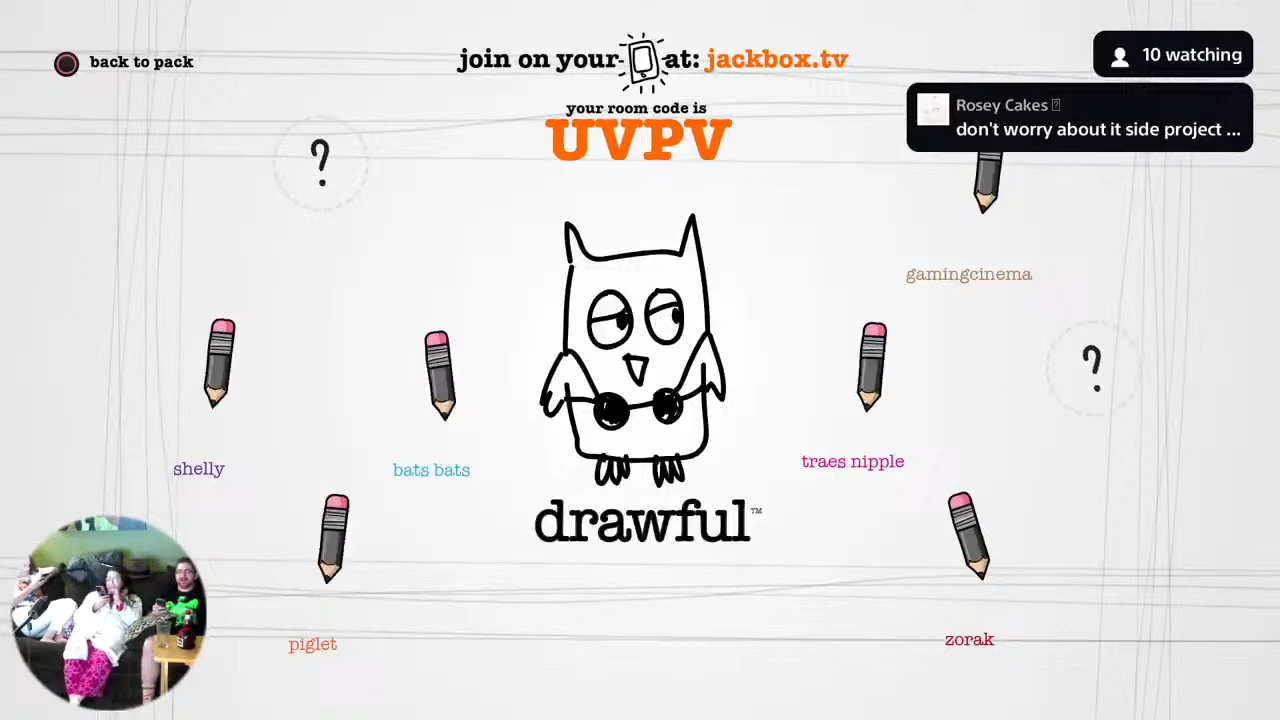 back to pack
join on your at: jackbox.tv
10 watching
your room code is
UVPV
Rosey Cakes
don't worry about it side project ...
?
gamingcinema
?
shelly
bats bats
traes nipple
drawful™
piglet
zorak